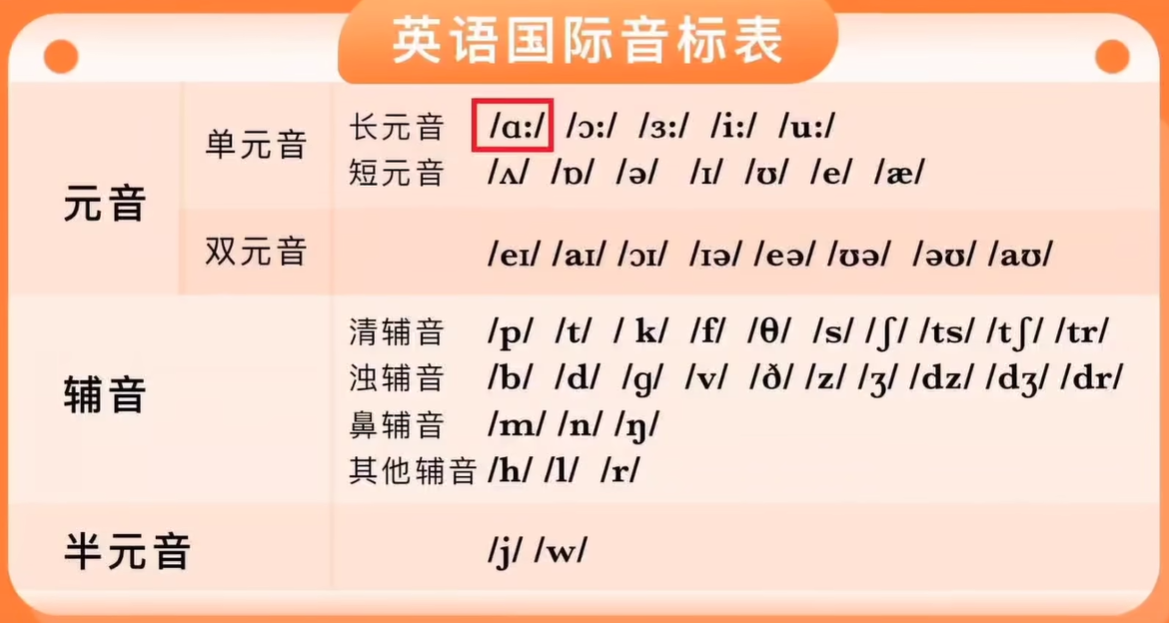 英语国际音标表
元音
单元音
长元音 /ɑ:/ /ɔ:/ /ɜ:/ /i:/ /u:/
短元音 /ʌ/ /ɒ/ /ə/ /ɪ/ /ʊ/ /e/ /æ/
双元音 /eɪ/ /aɪ/ /ɔɪ/ /ɪə/ /eə/ /ʊə/ /əʊ/ /aʊ/
辅音
清辅音 /p/ /t/ / k/ /f/ /θ/ /s/ /ʃ/ /ts/ /tʃ/ /tr/
浊辅音 /b/ /d/ /g/ /v/ /ð/ /z/ /ʒ/ /dz/ /dʒ/ /dr/
鼻辅音 /m/ /n/ /ŋ/
其他辅音 /h/ /l/ /r/
半元音 /j/ /w/